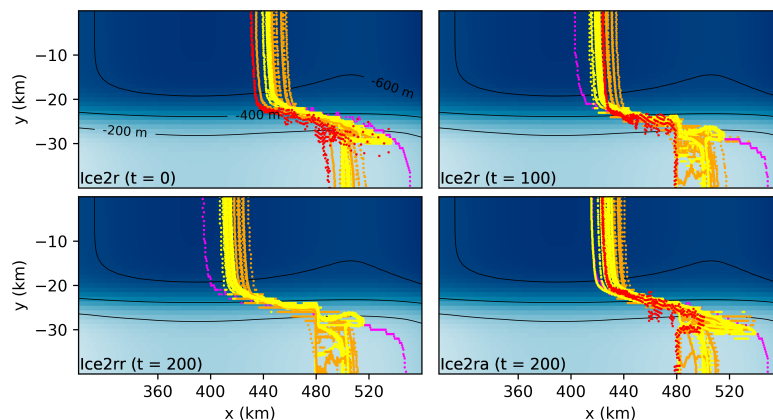 −10
y (km)
−20
−30
-600 m
-400 m
-200 m
Ice2r (t = 0)
Ice2r (t = 100)
−10
y (km)
−20
−30
Ice2rr (t = 200)
Ice2ra (t = 200)
360 400 440 480 520 360 400 440 480 520
x (km) x (km)